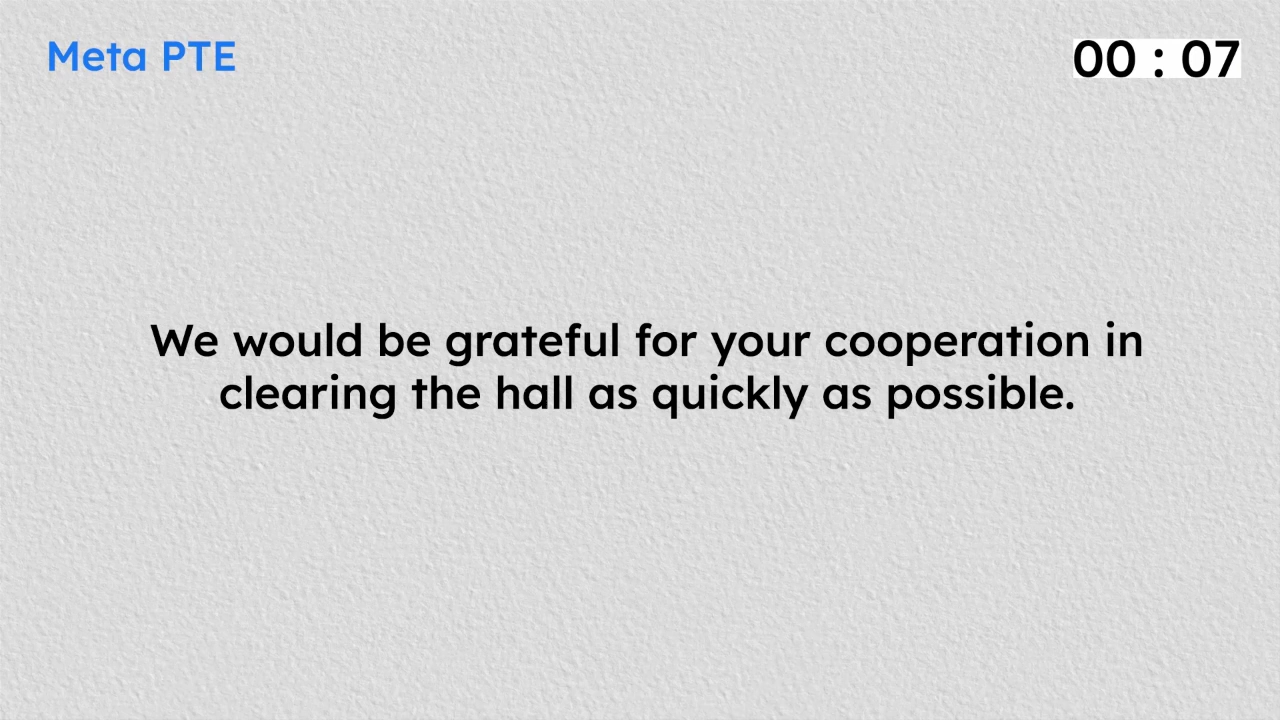 Meta PTE
00 : 07
We would be grateful for your cooperation in
clearing the hall as quickly as possible.